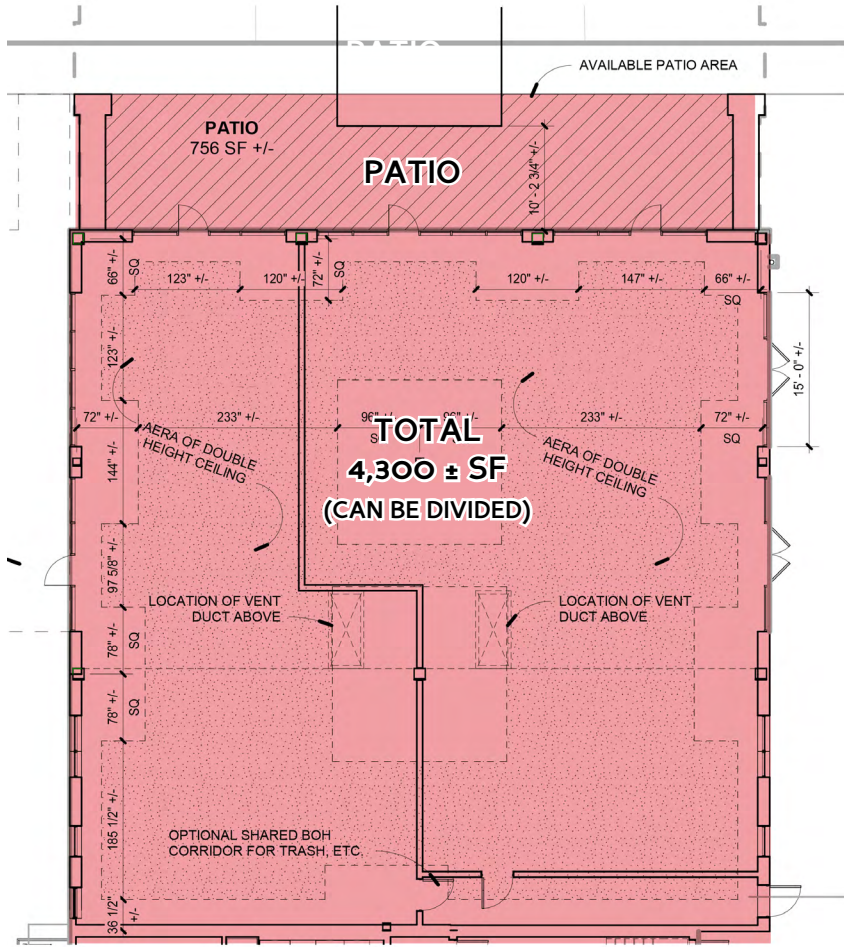 PATIO
AVAILABLE PATIO AREA
PATIO
756 SF +/-
PATIO
10' - 2 3/4" +/-
66" +/-
SQ
123" +/-
120" +/-
72" +/-
SQ
120" +/-
147" +/-
66" +/-
SQ
123" +/-
15' - 0" +/-
72" +/-
233" +/-
96" +/-
96" +/-
233" +/-
72" +/-
SQ
TOTAL
4,300 ± SF
(CAN BE DIVIDED)
AERA OF DOUBLE
HEIGHT CEILING
AERA OF DOUBLE
HEIGHT CEILING
144" +/-
97 5/8" +/-
LOCATION OF VENT
DUCT ABOVE
LOCATION OF VENT
DUCT ABOVE
78" +/-
SQ
78" +/-
SQ
185 1/2" +/-
OPTIONAL SHARED BOH
CORRIDOR FOR TRASH, ETC.
36 1/2"
+/-